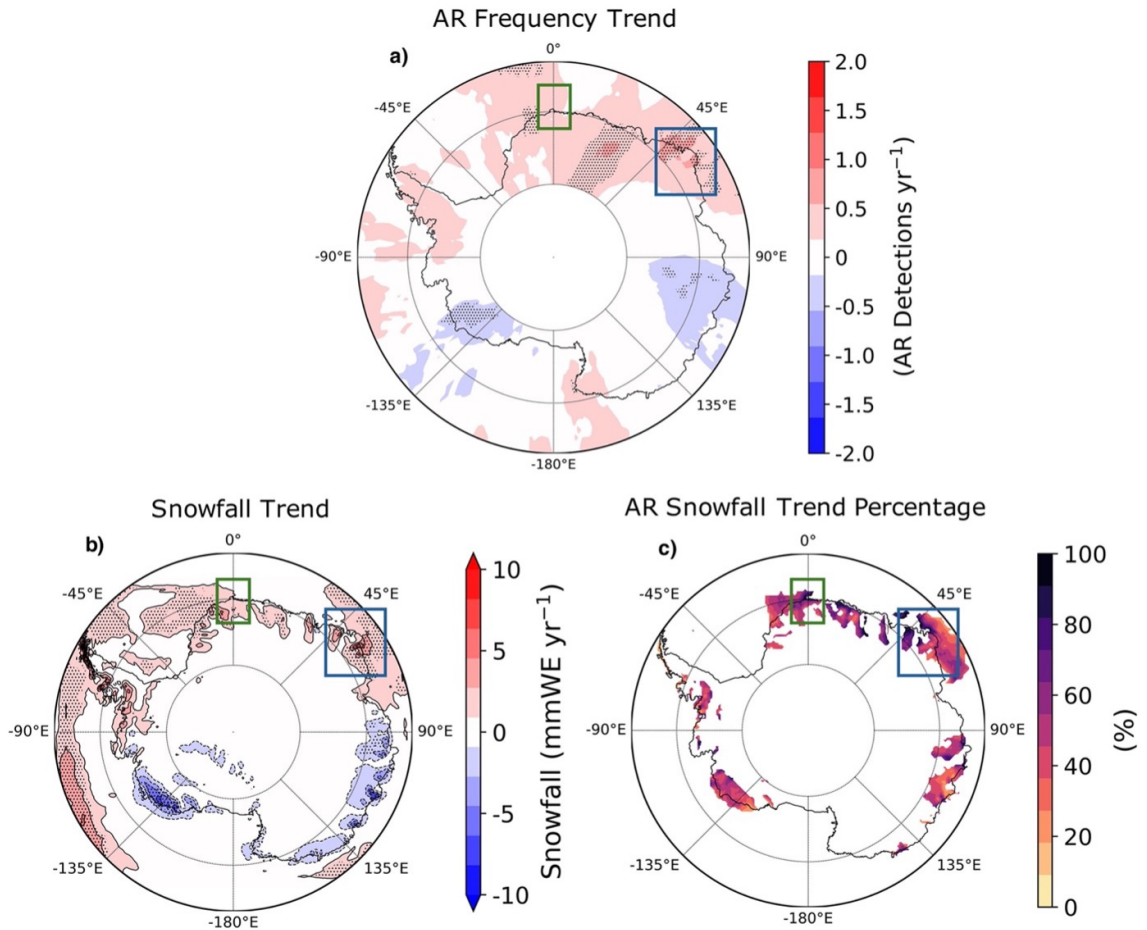 AR Frequency Trend
a)
0°
-45°E
45°E
-90°E
90°E
-135°E
135°E
-180°E
2.0
1.5
1.0
0.5
0
-0.5
-1.0
-1.5
-2.0
(AR Detections yr⁻¹)
Snowfall Trend
b)
0°
-45°E
45°E
-90°E
90°E
-135°E
135°E
-180°E
10
5
0
-5
-10
Snowfall (mmWE yr⁻¹)
AR Snowfall Trend Percentage
c)
0°
-45°E
45°E
-90°E
90°E
-135°E
135°E
-180°E
100
80
60
40
20
0
(%)